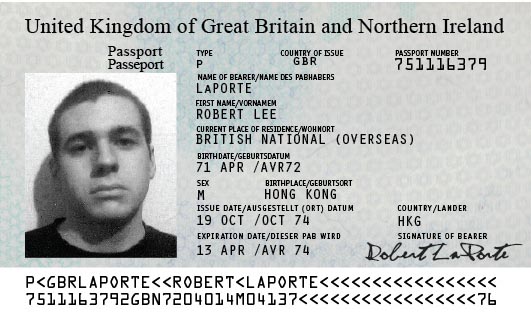 United Kingdom of Great Britain and Northern Ireland
Passport
Passeport
TYPE COUNTRY OF ISSUE PASSPORT NUMBER
P GBR 751116379
NAME OF BEARER/NAME DES PABHABERS
LAPORTE
FIRST NAME/VORNAMEM
ROBERT LEE
CURRENT PLACE OF RESIDENCE/WOHNORT
BRITISH NATIONAL (OVERSEAS)
BIRTHDATE/GEBURTSDATUM
71 APR /AVR72
SEX BIRTHPLACE/GEBURTSORT
M HONG KONG
ISSUE DATE/AUSGESTELLT (ORT) DATUM COUNTRY/LANDER
19 OCT /OCT 74 HKG
EXPIRATION DATE/DIESER PAB WIRD SIGNATURE OF BEARER
13 APR /AVR 74 Robert LaPorte
P<GBRLAPORTE<<ROBERT<LAPORTE<<<<<<<<<<<<<<<<<<
7511163792GBN7204014M04137<<<<<<<<<<<<<<<<<<76